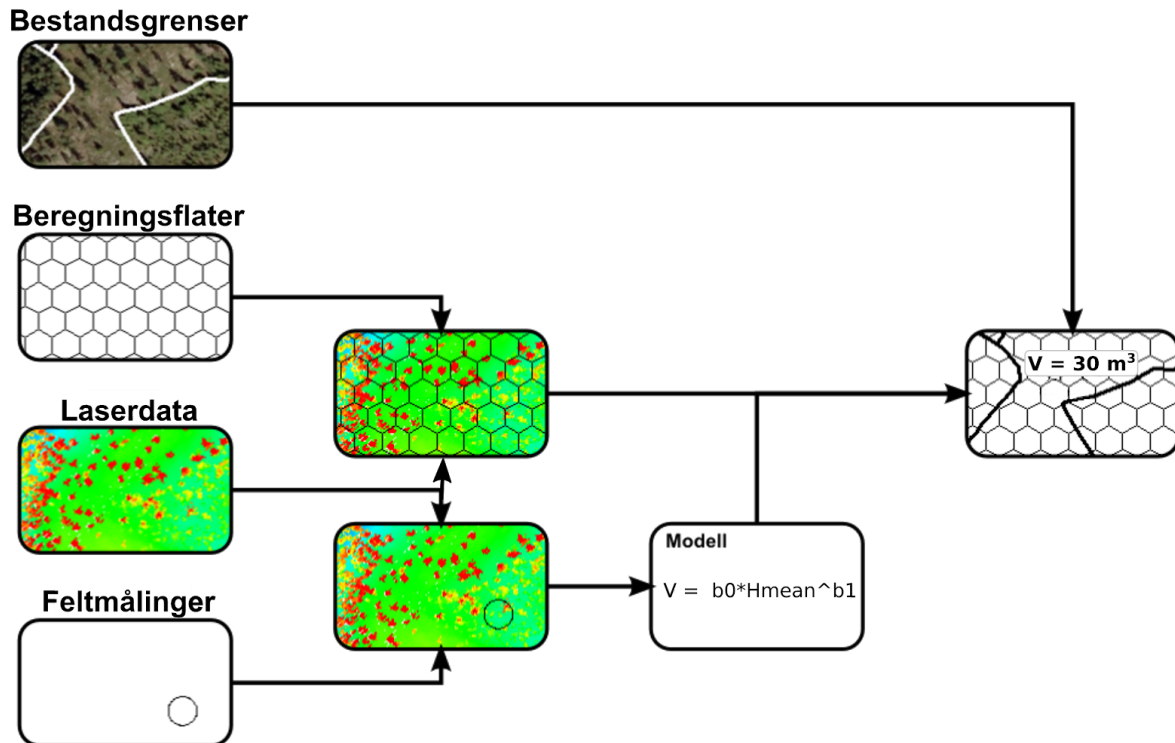 Bestandsgrenser
Beregningsflater
Laserdata
Feltmålinger
Modell
V = b0*Hmean^b1
V = 30 m³